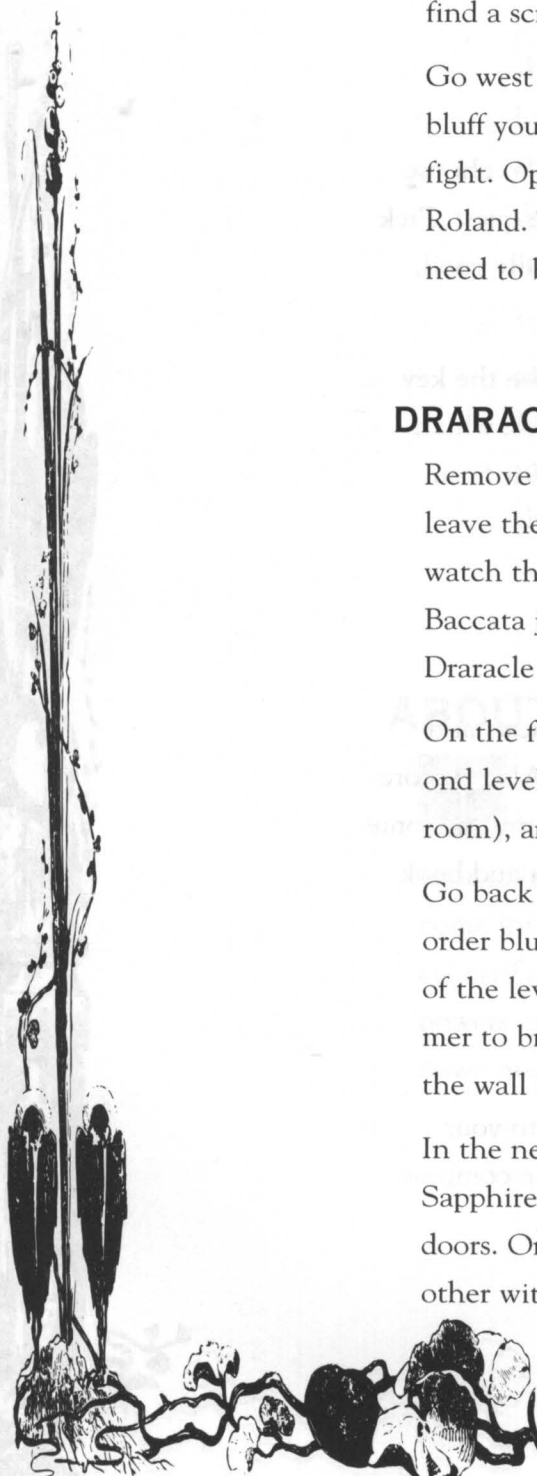 find a sc
Go west
bluff you
fight. Op
Roland.
need to b
DRARAC
Remove
leave the
watch th
Baccata j
Draracle
On the f
ond leve
room), a
Go back
order blu
of the lev
mer to br
the wall
In the ne
Sapphire
doors. Or
other wit